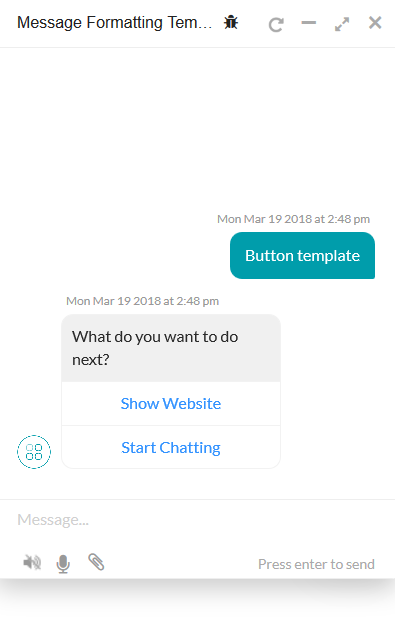 Message Formatting Tem...
Mon Mar 19 2018 at 2:48 pm
Button template
Mon Mar 19 2018 at 2:48 pm
What do you want to do
next?
Show Website
Start Chatting
Message...
Press enter to send